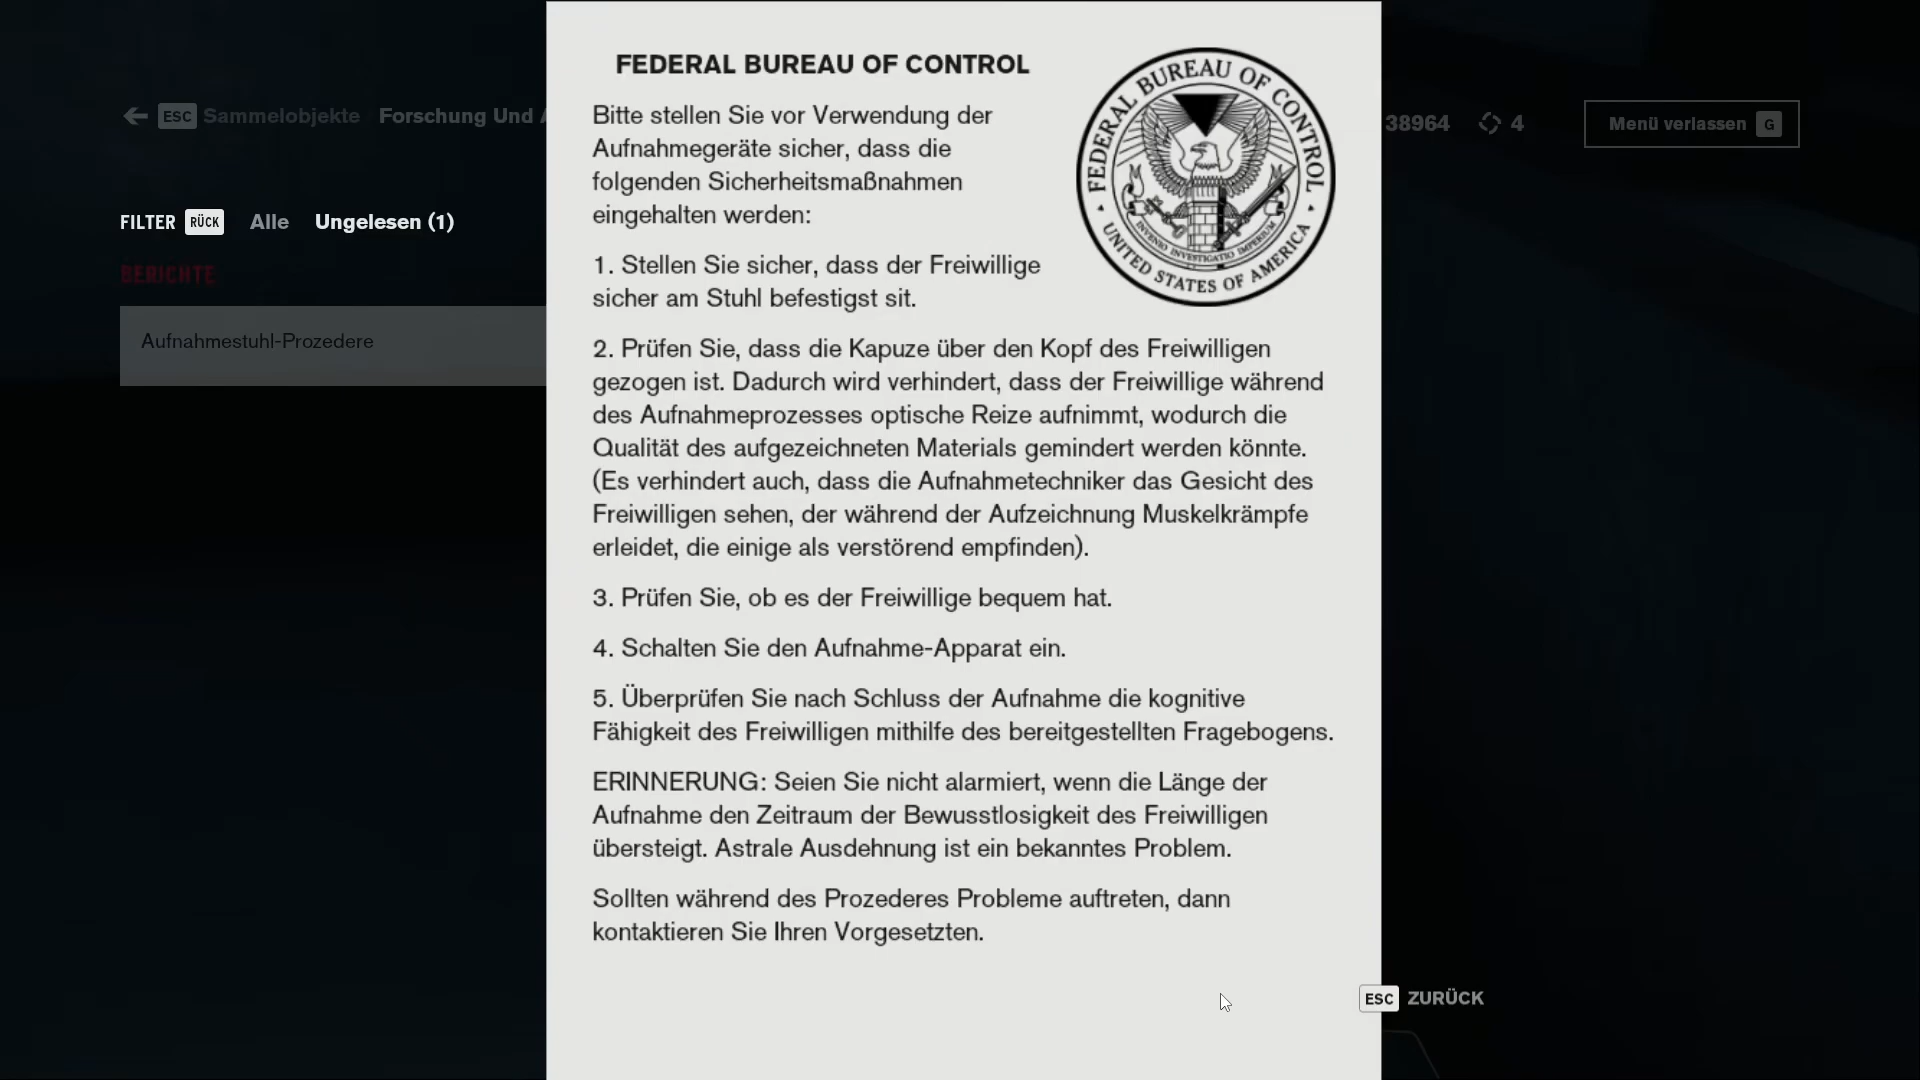 FEDERAL BUREAU OF CONTROL
Bitte stellen Sie vor Verwendung der
Aufnahmegeräte sicher, dass die
folgenden Sicherheitsmaßnahmen
eingehalten werden:
1. Stellen Sie sicher, dass der Freiwillige
sicher am Stuhl befestigst sit.
2. Prüfen Sie, dass die Kapuze über den Kopf des Freiwilligen
gezogen ist. Dadurch wird verhindert, dass der Freiwillige während
des Aufnahmeprozesses optische Reize aufnimmt, wodurch die
Qualität des aufgezeichneten Materials gemindert werden könnte.
(Es verhindert auch, dass die Aufnahmetechniker das Gesicht des
Freiwilligen sehen, der während der Aufzeichnung Muskelkrämpfe
erleidet, die einige als verstörend empfinden).
3. Prüfen Sie, ob es der Freiwillige bequem hat.
4. Schalten Sie den Aufnahme-Apparat ein.
5. Überprüfen Sie nach Schluss der Aufnahme die kognitive
Fähigkeit des Freiwilligen mithilfe des bereitgestellten Fragebogens.
ERINNERUNG: Seien Sie nicht alarmiert, wenn die Länge der
Aufnahme den Zeitraum der Bewusstlosigkeit des Freiwilligen
übersteigt. Astrale Ausdehnung ist ein bekanntes Problem.
Sollten während des Prozederes Probleme auftreten, dann
kontaktieren Sie Ihren Vorgesetzten.
FEDERAL BUREAU OF CONTROL
UNITED STATES OF AMERICA
INVENIO INVESTIGATIO IMPERIUM
ESC Sammelobjekte Forschung Und A
38964 4
Menü verlassen G
FILTER RÜCK Alle Ungelesen (1)
BERICHTE
Aufnahmestuhl-Prozedere
ESC ZURÜCK